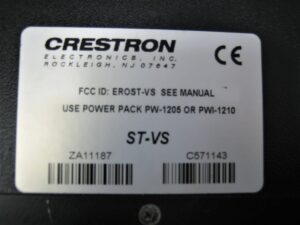 CRESTRON
ELECTRONICS, INC.
ROCKLEIGH, NJ 07647
CE
FCC ID: EROST-VS SEE MANUAL
USE POWER PACK PW-1205 OR PWI-1210
ST-VS
ZA11187 C571143